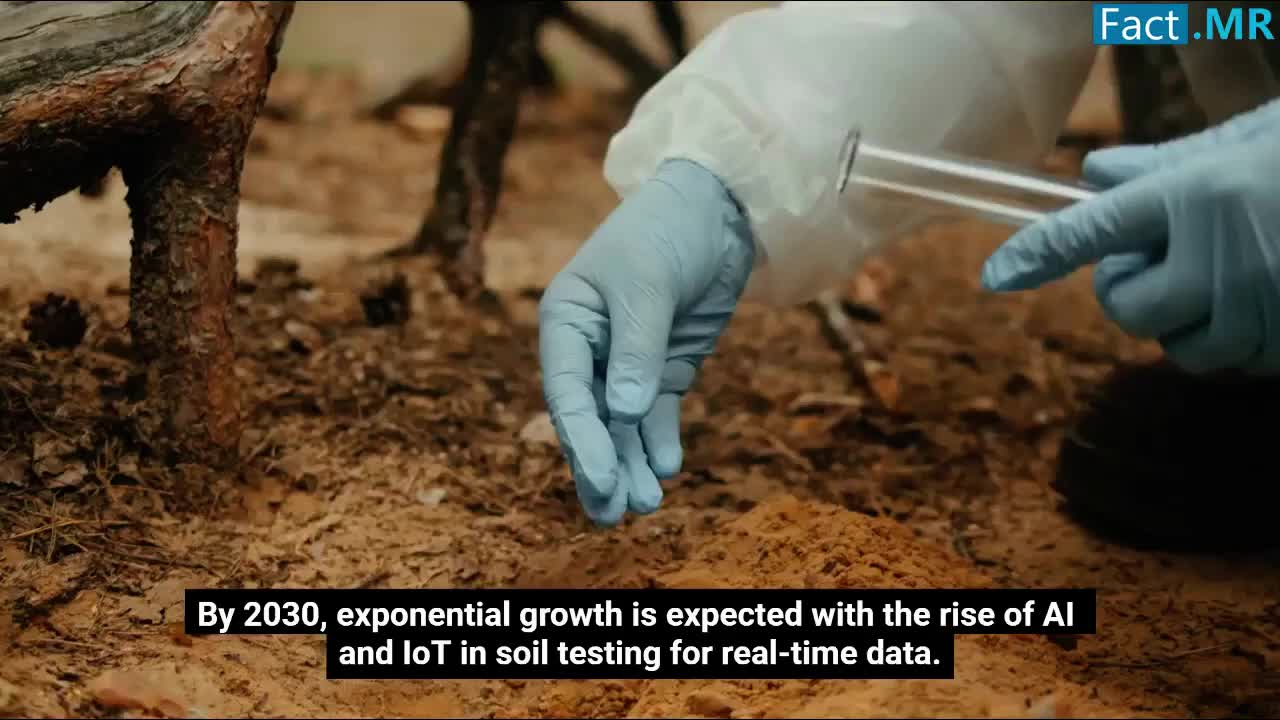 Fact.MR
By 2030, exponential growth is expected with the rise of AI
and IoT in soil testing for real-time data.